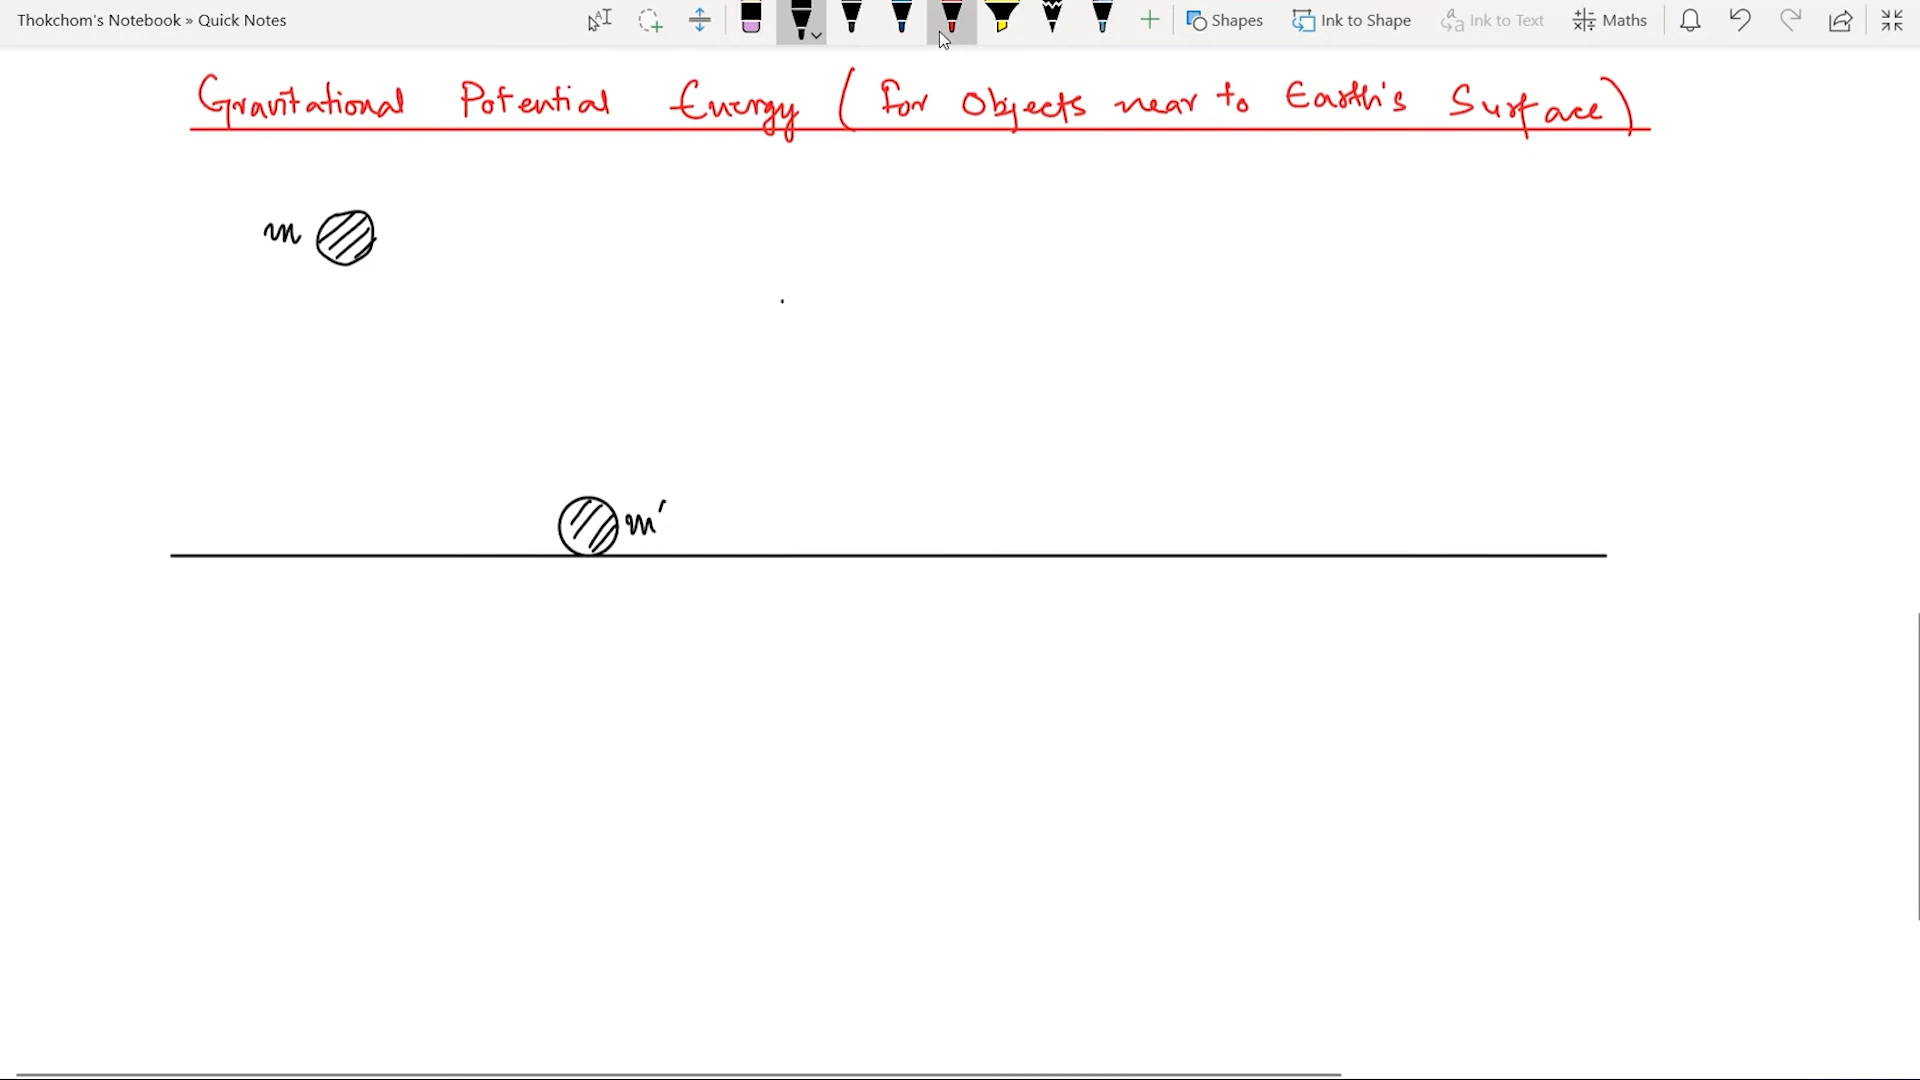 Thokchom's Notebook » Quick Notes
Shapes Ink to Shape Ink to Text Maths
Gravitational Potential Energy (for Objects near to Earth's Surface)
m
m'